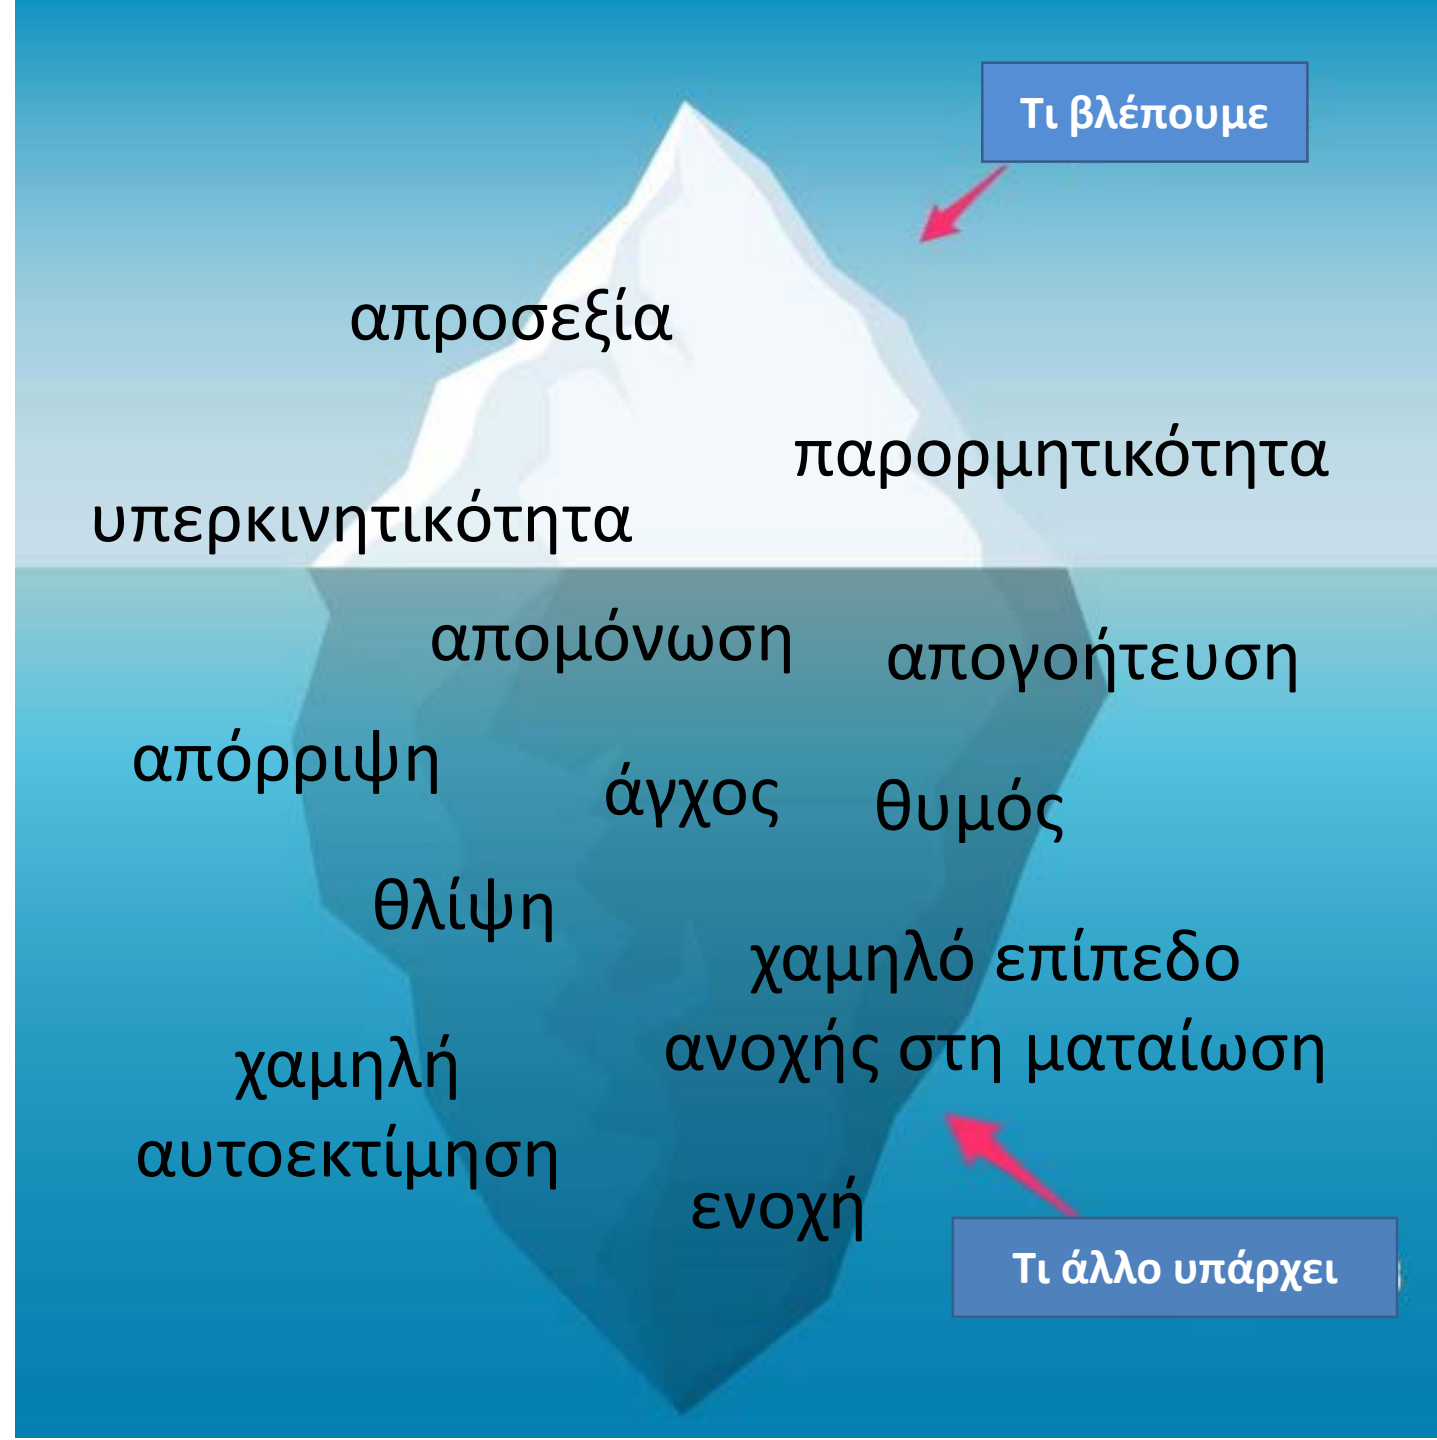 Τι βλέπουμε
απροσεξία
παρορμητικότητα
υπερκινητικότητα
απομόνωση
απογοήτευση
απόρριψη
άγχος
θυμός
θλίψη
χαμηλό επίπεδο
ανοχής στη ματαίωση
χαμηλή
αυτοεκτίμηση
ενοχή
Τι άλλο υπάρχει